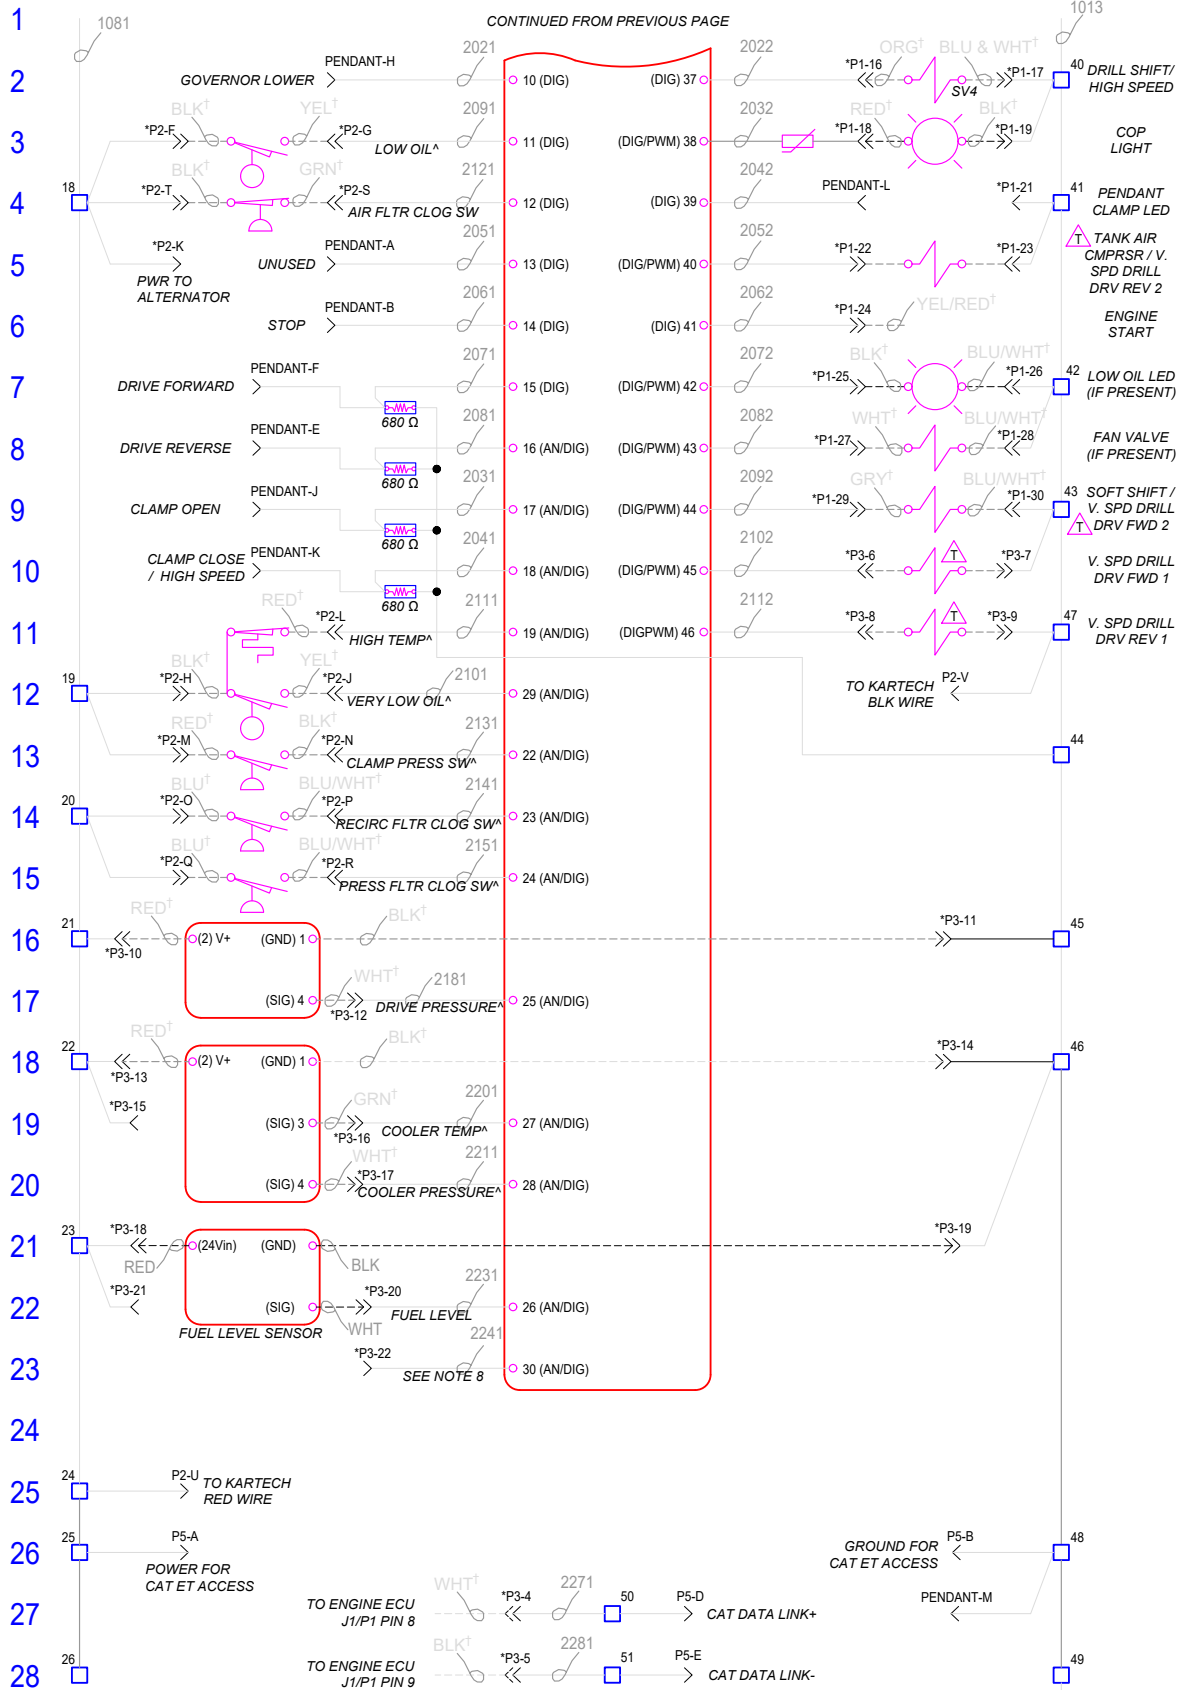 CONTINUED FROM PREVIOUS PAGE
1
1081
1013
2
GOVERNOR LOWER
PENDANT-H
2021
10 (DIG)
(DIG) 37
2022
*P1-16
ORG†
SV4
BLU & WHT†
*P1-17
40
DRILL SHIFT/
HIGH SPEED
3
*P2-F
BLK†
YEL†
*P2-G
LOW OIL^
2091
11 (DIG)
(DIG/PWM) 38
2032
*P1-18
RED†
BLK†
*P1-19
COP
LIGHT
4
18
*P2-T
BLK†
GRN†
*P2-S
AIR FLTR CLOG SW
2121
12 (DIG)
(DIG) 39
2042
PENDANT-L
*P1-21
41
PENDANT
CLAMP LED
5
*P2-K
PWR TO
ALTERNATOR
UNUSED
PENDANT-A
2051
13 (DIG)
(DIG/PWM) 40
2052
*P1-22
*P1-23
T
TANK AIR
CMPRSR / V.
SPD DRILL
DRV REV 2
6
STOP
PENDANT-B
2061
14 (DIG)
(DIG) 41
2062
*P1-24
YEL/RED†
ENGINE
START
7
DRIVE FORWARD
PENDANT-F
680 Ω
2071
15 (DIG)
(DIG/PWM) 42
2072
*P1-25
BLK†
BLU/WHT†
*P1-26
42
LOW OIL LED
(IF PRESENT)
8
DRIVE REVERSE
PENDANT-E
680 Ω
2081
16 (AN/DIG)
(DIG/PWM) 43
2082
*P1-27
WHT†
BLU/WHT†
*P1-28
FAN VALVE
(IF PRESENT)
9
CLAMP OPEN
PENDANT-J
680 Ω
2031
17 (AN/DIG)
(DIG/PWM) 44
2092
*P1-29
GRY†
BLU/WHT†
*P1-30
43
T
SOFT SHIFT /
V. SPD DRILL
DRV FWD 2
10
CLAMP CLOSE
/ HIGH SPEED
PENDANT-K
680 Ω
2041
18 (AN/DIG)
(DIG/PWM) 45
2102
*P3-6
T
*P3-7
V. SPD DRILL
DRV FWD 1
11
RED†
*P2-L
HIGH TEMP^
2111
19 (AN/DIG)
(DIGPWM) 46
2112
*P3-8
T
*P3-9
47
V. SPD DRILL
DRV REV 1
12
19
*P2-H
BLK†
YEL†
*P2-J
VERY LOW OIL^
2101
29 (AN/DIG)
TO KARTECH
BLK WIRE
P2-V
13
*P2-M
RED†
BLK†
*P2-N
CLAMP PRESS SW^
2131
22 (AN/DIG)
44
14
20
*P2-O
BLU†
BLU/WHT†
*P2-P
RECIRC FLTR CLOG SW^
2141
23 (AN/DIG)
15
*P2-Q
BLU†
BLU/WHT†
*P2-R
PRESS FLTR CLOG SW^
2151
24 (AN/DIG)
16
21
*P3-10
RED†
(2) V+
(GND) 1
BLK†
*P3-11
45
17
(SIG) 4
WHT†
*P3-12
DRIVE PRESSURE^
2181
25 (AN/DIG)
18
22
*P3-13
RED†
(2) V+
(GND) 1
BLK†
*P3-14
46
19
*P3-15
(SIG) 3
GRN†
*P3-16
COOLER TEMP^
2201
27 (AN/DIG)
20
(SIG) 4
WHT†
*P3-17
COOLER PRESSURE^
2211
28 (AN/DIG)
21
23
*P3-18
RED
(24Vin)
(GND)
BLK
*P3-19
22
*P3-21
(SIG)
WHT
*P3-20
FUEL LEVEL
2231
26 (AN/DIG)
FUEL LEVEL SENSOR
23
*P3-22
SEE NOTE 8
2241
30 (AN/DIG)
24
25
24
P2-U
TO KARTECH
RED WIRE
26
25
P5-A
POWER FOR
CAT ET ACCESS
GROUND FOR
CAT ET ACCESS
P5-B
48
27
TO ENGINE ECU
J1/P1 PIN 8
WHT†
*P3-4
2271
50
P5-D
CAT DATA LINK+
PENDANT-M
28
26
TO ENGINE ECU
J1/P1 PIN 9
BLK†
*P3-5
2281
51
P5-E
CAT DATA LINK-
49